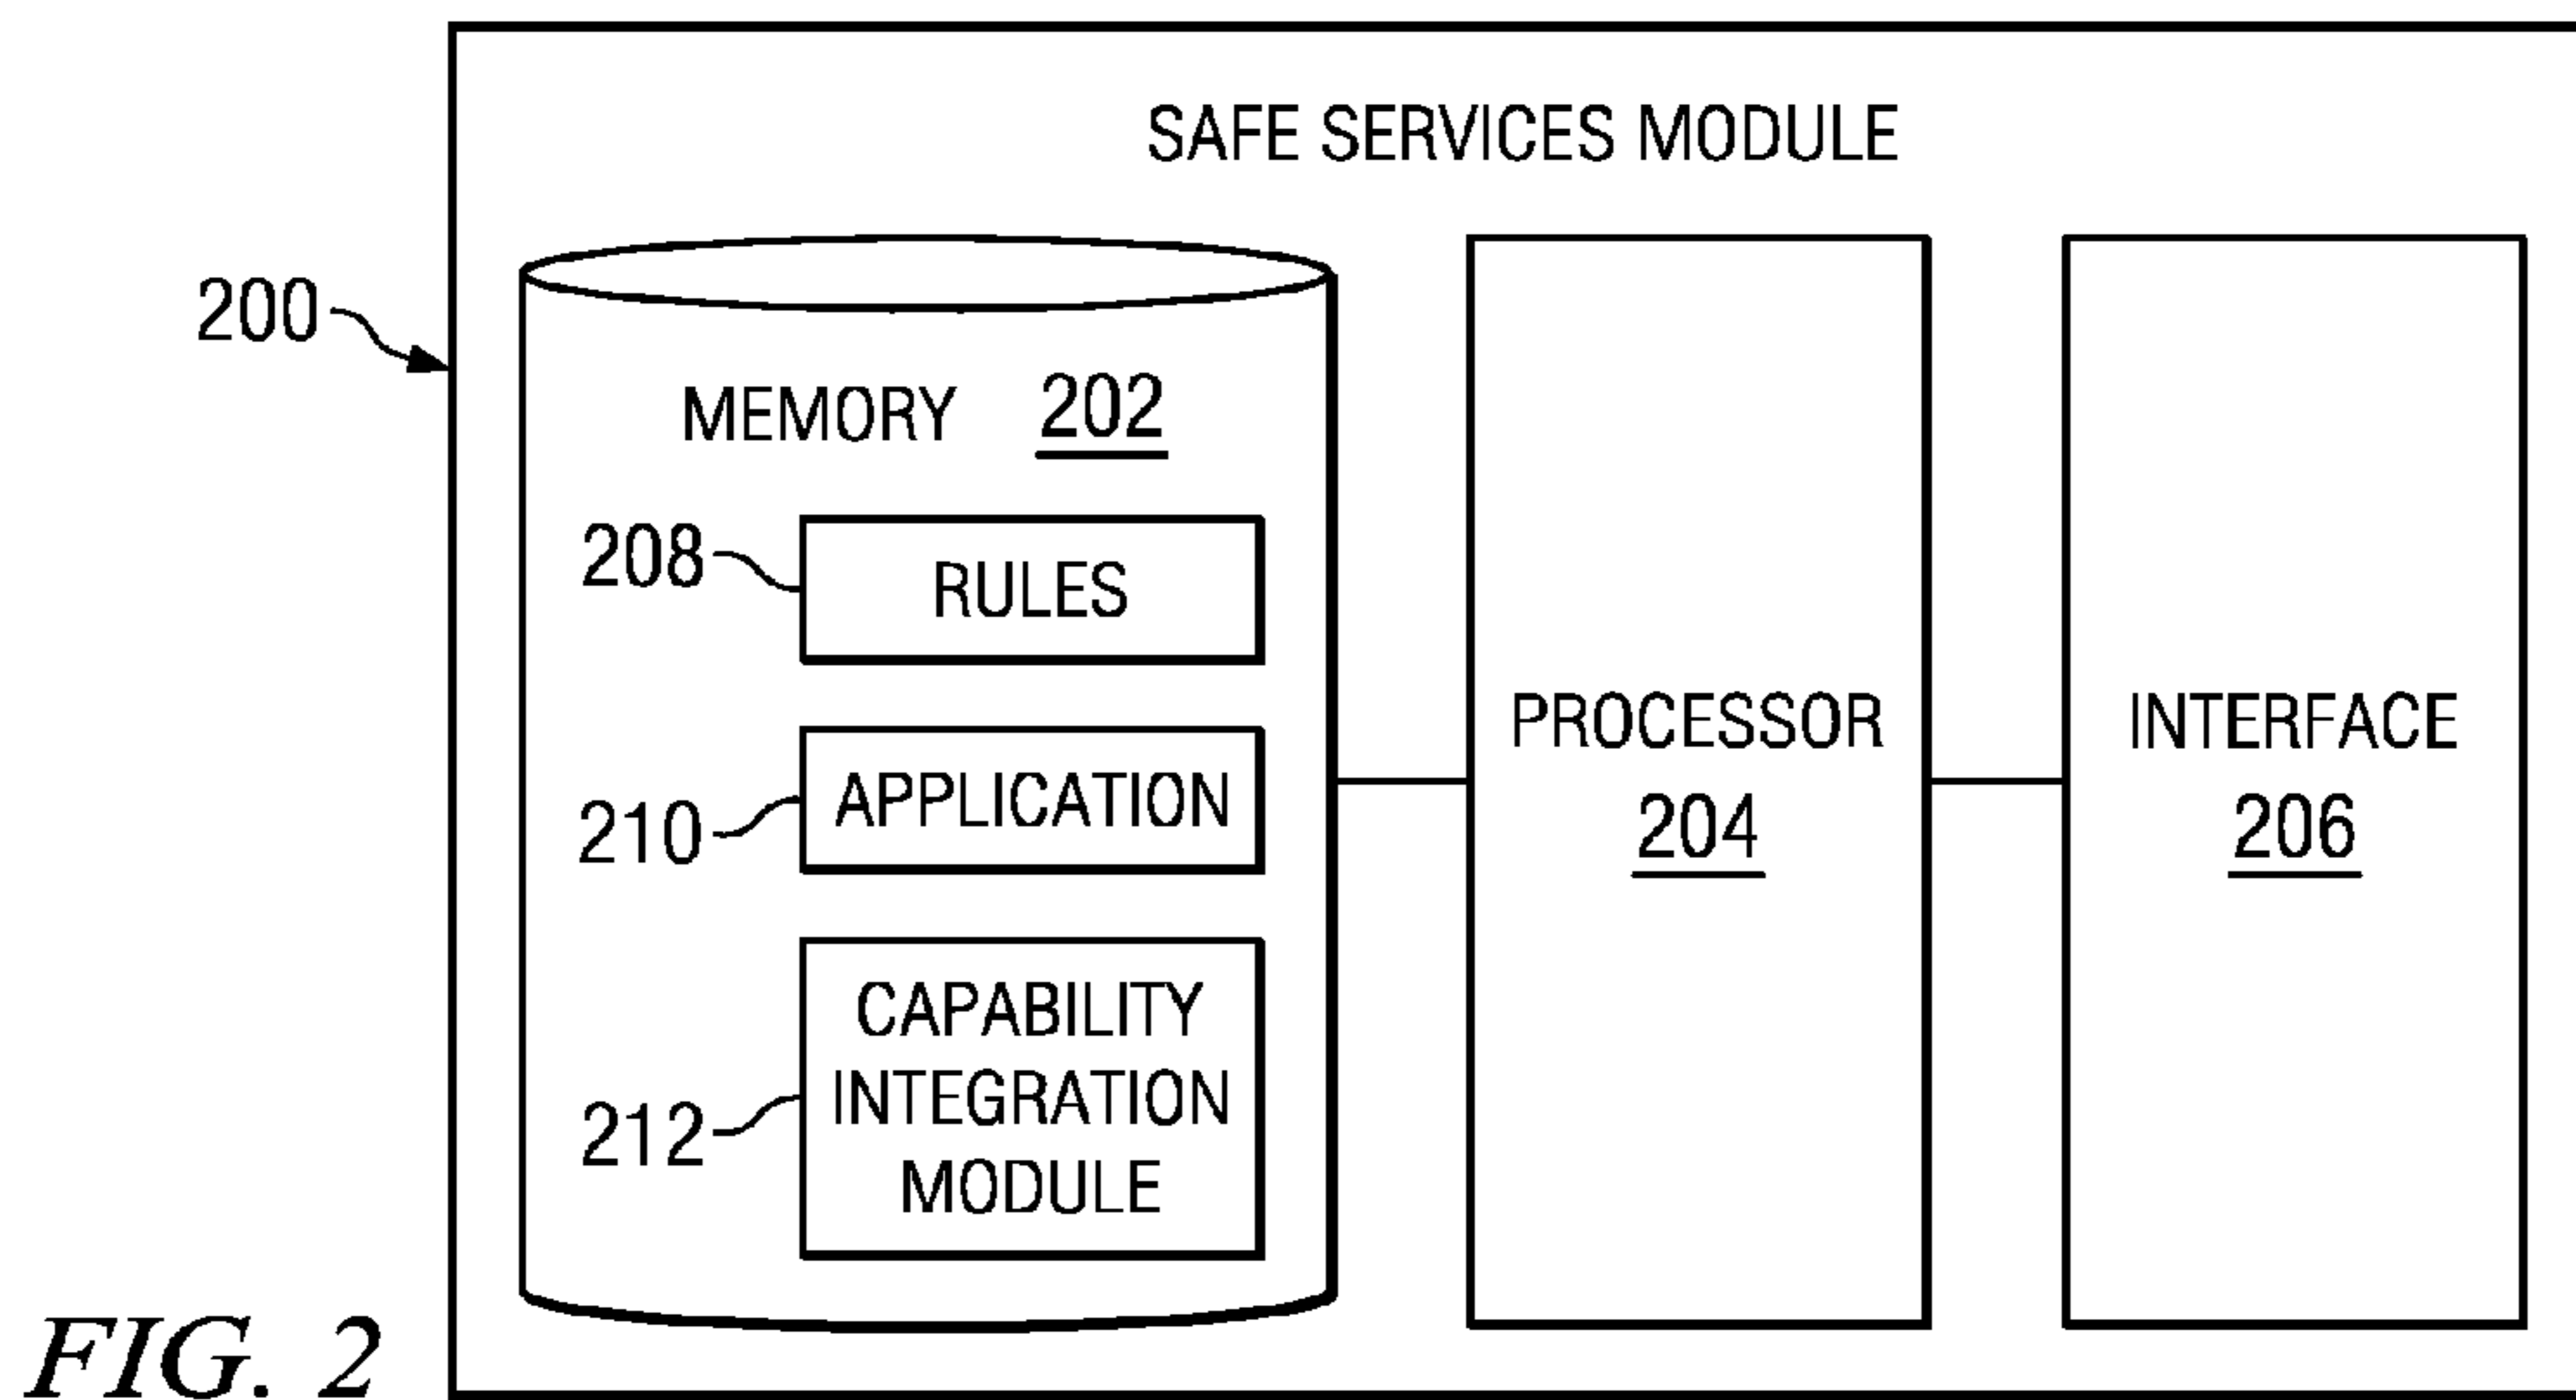 SAFE SERVICES MODULE
200
MEMORY 202
208
RULES
210
APPLICATION
212
CAPABILITY
INTEGRATION
MODULE
PROCESSOR
204
INTERFACE
206
FIG. 2